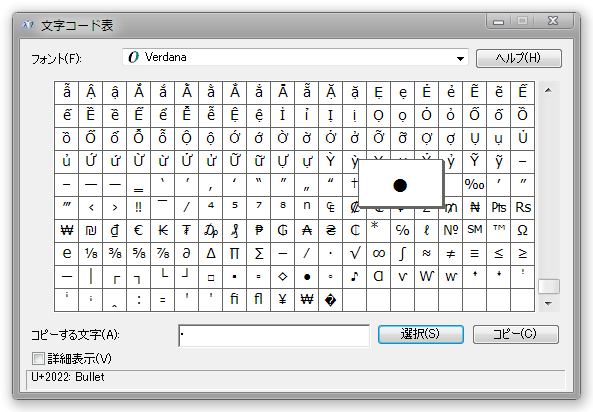 文字コード表
フォント(F): Verdana ヘルプ(H)
ẫ Ậ ậ Ắ ắ Ằ ằ Ẳ ẳ Ẵ ẵ Ặ ặ Ẹ ẹ Ẻ ẻ Ẽ ẽ Ế
ế Ề ề Ể ể Ễ ễ Ệ ệ Ỉ ỉ Ị ị Ọ ọ Ỏ ỏ Ố ố Ồ
ồ Ổ ổ Ỗ ỗ Ộ ộ Ớ ớ Ờ ờ Ở ở Ỡ ỡ Ợ ợ Ụ ụ Ủ
ủ Ứ ứ Ừ ừ Ử ử Ữ ữ Ự ự Ỳ ỳ ỷ Ỹ ỹ ‒
– — ― ‗ ‘ ’ ‚ ‛ “ ” „ ‟ † ● ‰ ′ ″
‴ ‹ › ‼ ‾ ⁄ ⁴ ⁵ ⁷ ⁸ ⁿ ₥ ₦ ₧ ₨
₩ ₪ ₫ € ₭ ₮ ₯ ₰ ₱ ₲ ₳ ₴ ₵ * ℅ ℓ № ℠ ™ Ω
℮ ⅛ ⅜ ⅝ ⅞ ∂ ∆ ∏ ∑ − ∕ ∙ √ ∞ ∫ ≈ ≠ ≡ ≤ ≥
─ │ ┐ └ ┘ ◊ ● ♪
: = ' ' ﬁ ﬂ ¥ ₩ �
コピーする文字(A): • 選択(S) コピー(C)
詳細表示(V)
U+2022: Bullet